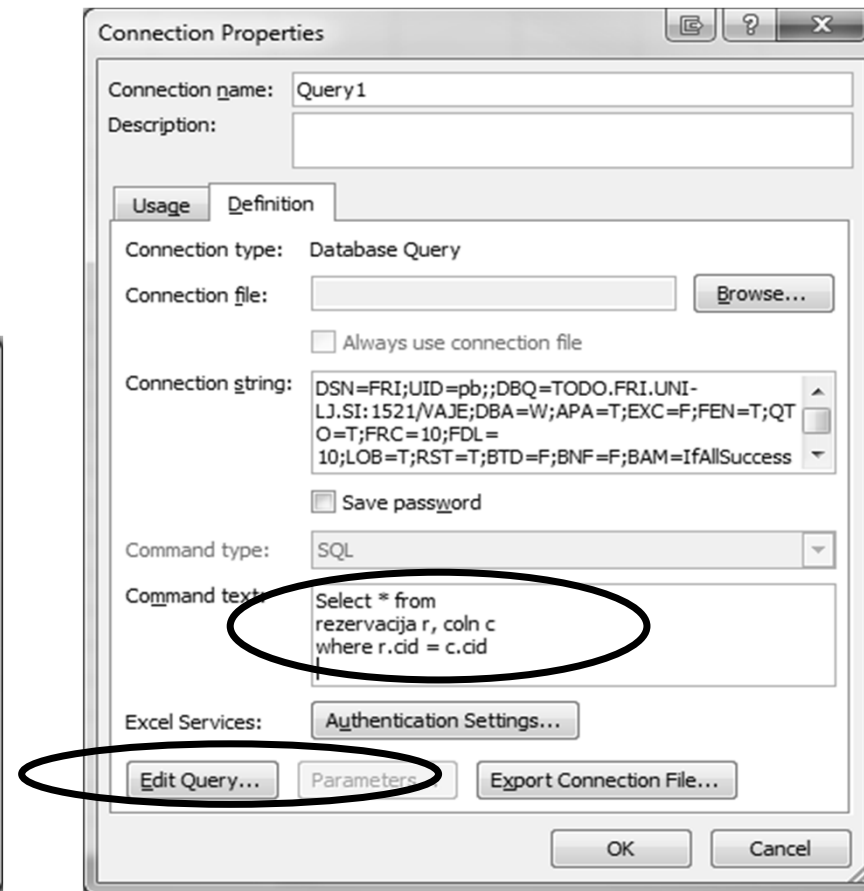 Connection Properties
Connection name: Query1
Description:
Usage Definition
Connection type: Database Query
Connection file: Browse...
Always use connection file
Connection string: DSN=FRI;UID=pb;;DBQ=TODO.FRI.UNI-
LJ.SI:1521/VAJE;DBA=W;APA=T;EXC=F;FEN=T;QT
O=T;FRC=10;FDL=
10;LOB=T;RST=T;BTD=F;BNF=F;BAM=IfAllSuccess
Save password
Command type: SQL
Command text: Select * from
rezervacija r, coln c
where r.cid = c.cid
Excel Services: Authentication Settings...
Edit Query... Parameters... Export Connection File...
OK Cancel